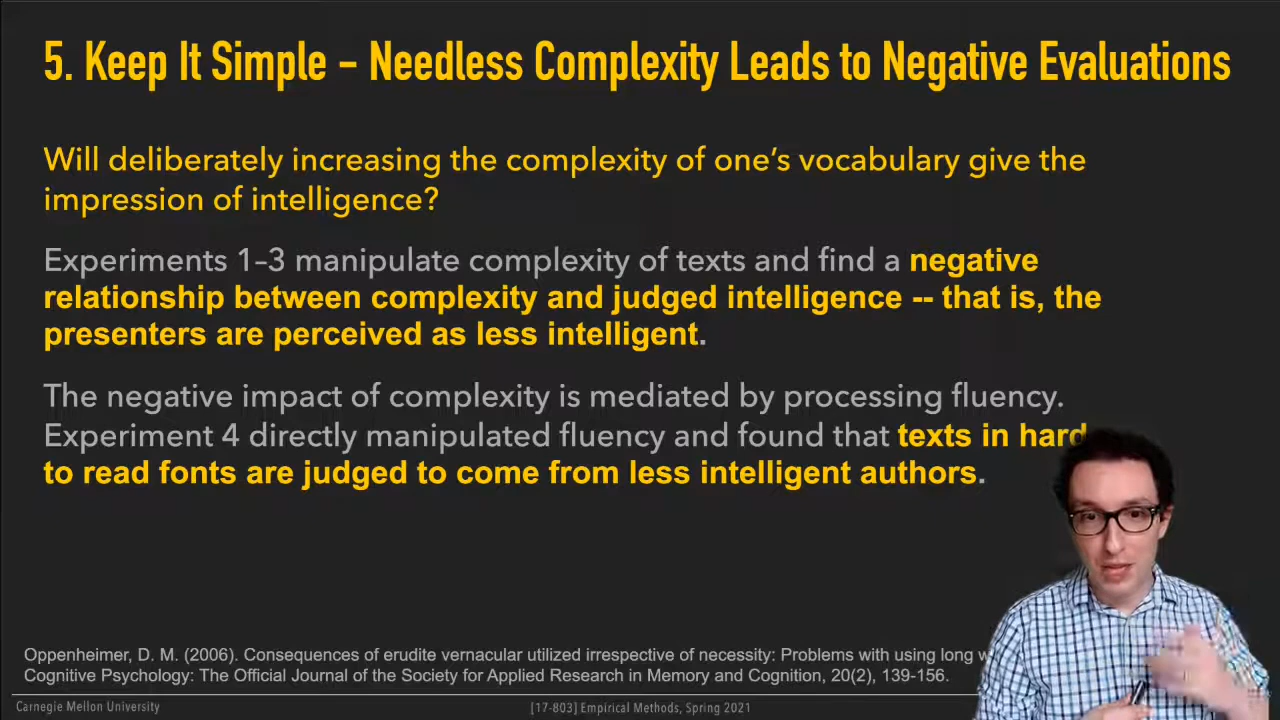 5. Keep It Simple – Needless Complexity Leads to Negative Evaluations
Will deliberately increasing the complexity of one’s vocabulary give the
impression of intelligence?
Experiments 1–3 manipulate complexity of texts and find a negative
relationship between complexity and judged intelligence -- that is, the
presenters are perceived as less intelligent.
The negative impact of complexity is mediated by processing fluency.
Experiment 4 directly manipulated fluency and found that texts in hard
to read fonts are judged to come from less intelligent authors.
Oppenheimer, D. M. (2006). Consequences of erudite vernacular utilized irrespective of necessity: Problems with using long
Cognitive Psychology: The Official Journal of the Society for Applied Research in Memory and Cognition, 20(2), 139-156.
Carnegie Mellon University
[17-803] Empirical Methods, Spring 2021